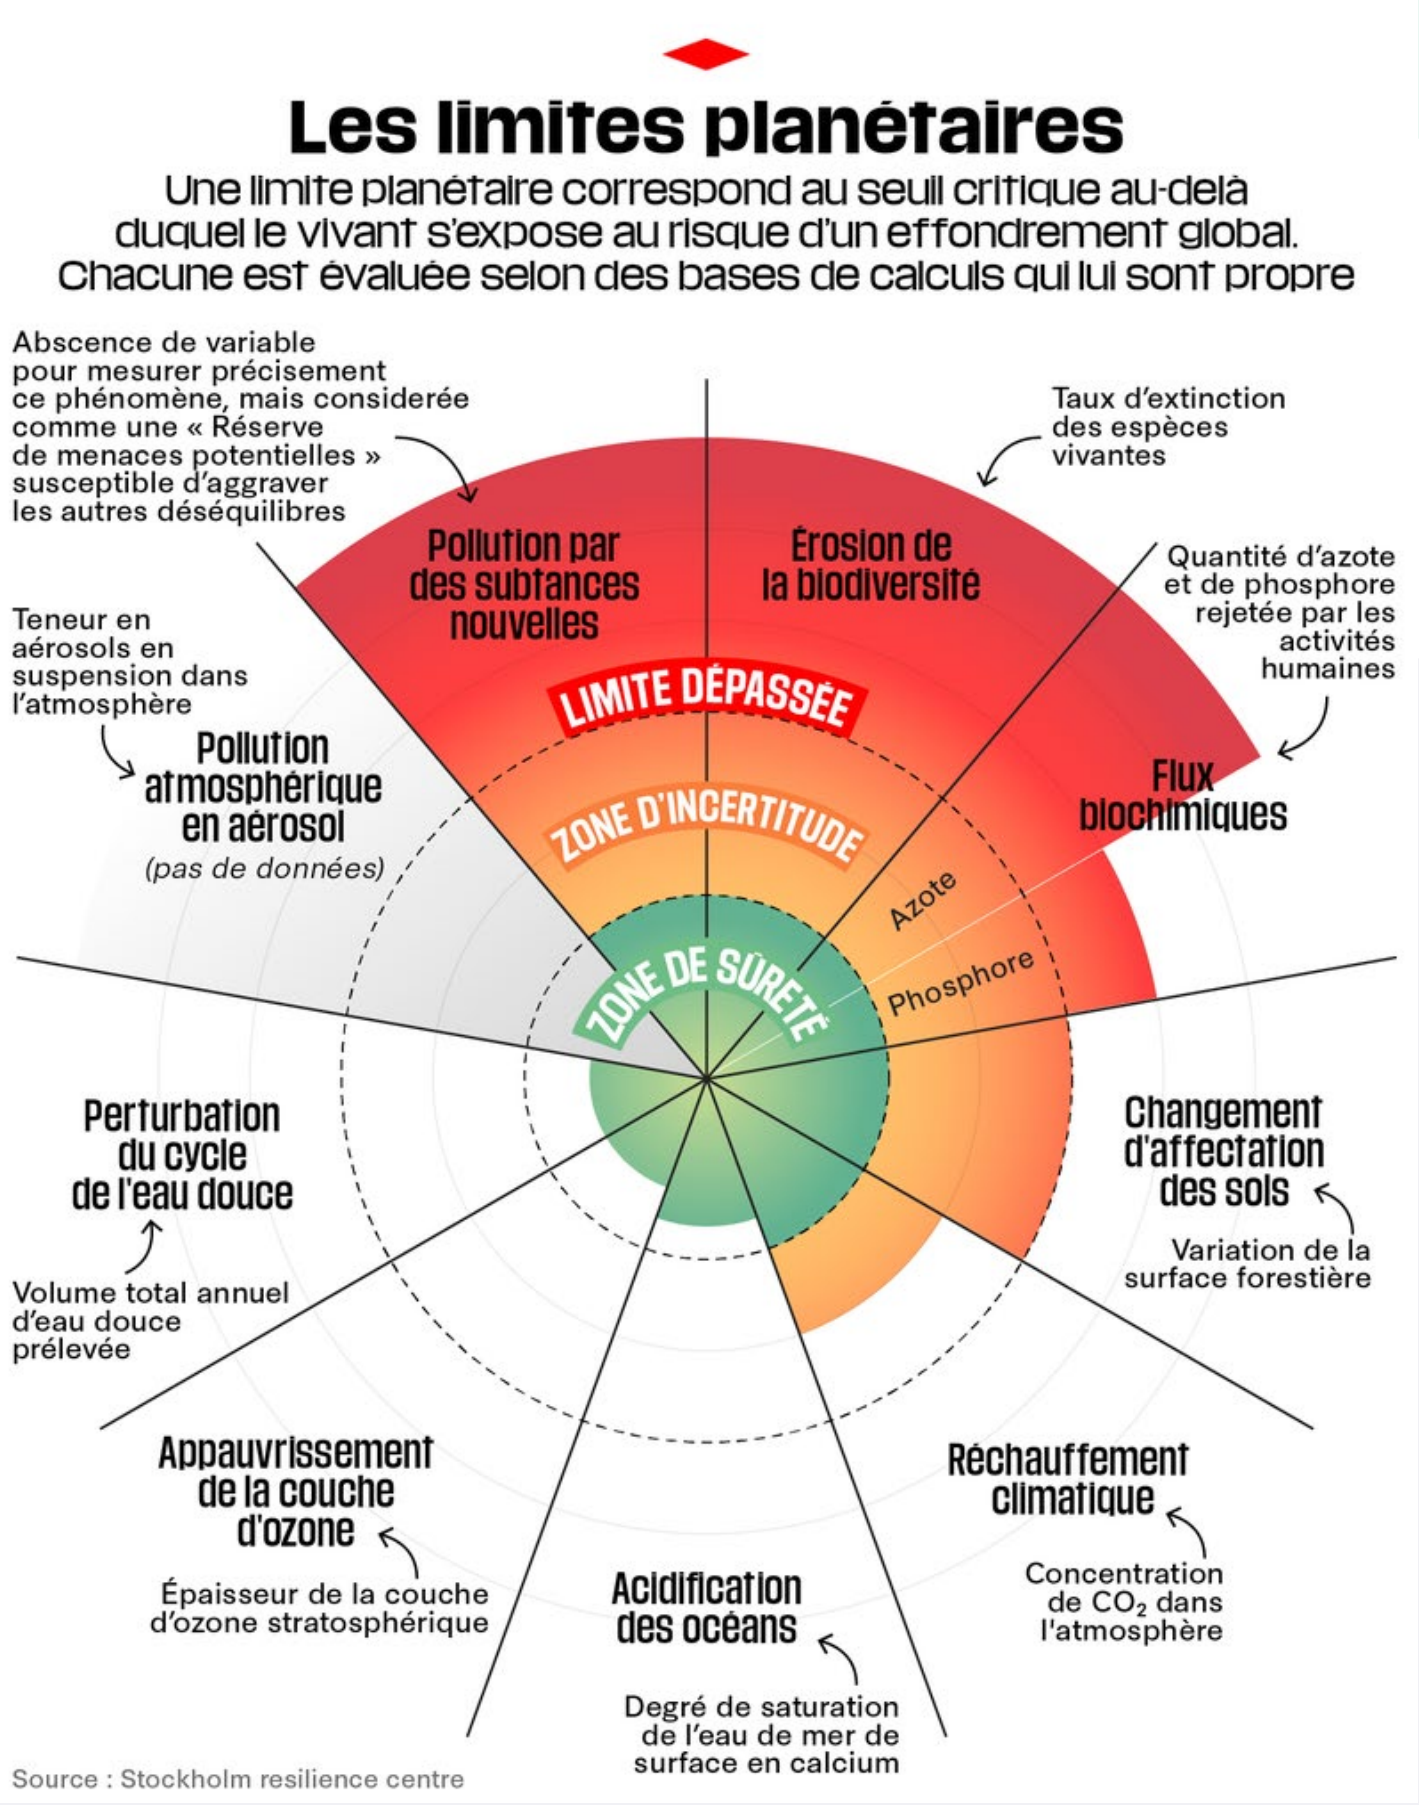 Les limites planétaires
Une limite planétaire correspond au seuil critique au-delà
duquel le vivant s'expose au risque d'un effondrement global.
Chacune est évaluée selon des bases de calculs qui lui sont propre
Abscence de variable
pour mesurer précisement
ce phénomène, mais considerée
comme une « Réserve
de menaces potentielles »
susceptible d'aggraver
les autres déséquilibres
Taux d'extinction
des espèces
vivantes
Pollution par
des subtances
nouvelles
Érosion de
la biodiversité
Quantité d'azote
et de phosphore
rejetée par les
activités
humaines
Teneur en
aérosols en
suspension dans
l'atmosphère
Pollution
atmosphérique
en aérosol
(pas de données)
LIMITE DÉPASSÉE
ZONE D'INCERTITUDE
ZONE DE SÛRETÉ
Flux
biochimiques
Azote
Phosphore
Perturbation
du cycle
de l'eau douce
Volume total annuel
d'eau douce
prélevée
Changement
d'affectation
des sols
Variation de la
surface forestière
Appauvrissement
de la couche
d'ozone
Épaisseur de la couche
d'ozone stratosphérique
Réchauffement
climatique
Concentration
de CO₂ dans
l'atmosphère
Acidification
des océans
Degré de saturation
de l'eau de mer de
surface en calcium
Source : Stockholm resilience centre